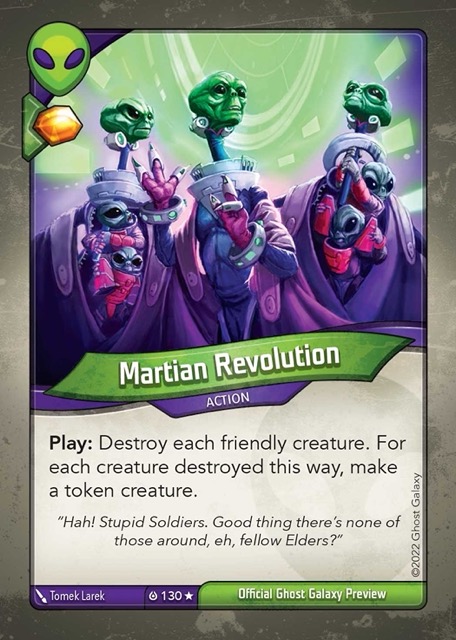 Martian Revolution
ACTION
Play: Destroy each friendly creature. For
each creature destroyed this way, make
a token creature.
“Hah! Stupid Soldiers. Good thing there’s none of
those around, eh, fellow Elders?”
©2022 Ghost Galaxy
Tomek Larek
130★
Official Ghost Galaxy Preview